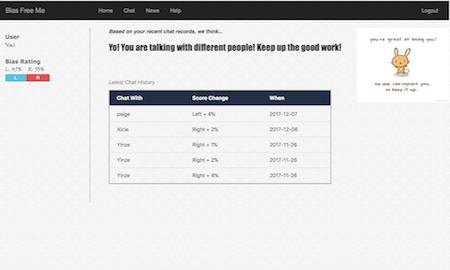 Bias Free Me Home Chat News Help Logout
Based on your recent chat records, we think...
Yo! You are talking with different people! Keep up the good work!
you're great at being you!
no one can replace you,
so keep it up.
User
Bias Rating
L R
Latest Chat History
Chat With Score Change When
paige Left + 4% 2017-12-07
Alcie Right + 2% 2017-12-06
Yinze Right + 1% 2017-11-26
Yinze Right + 2% 2017-11-26
Yinze Right + 4% 2017-11-26